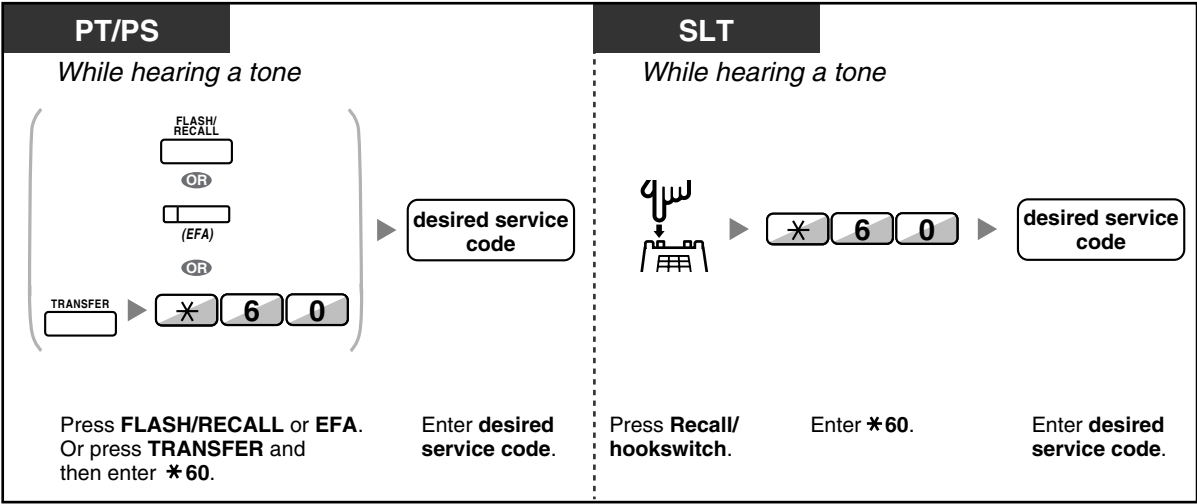 PT/PS
While hearing a tone
FLASH/
RECALL
OR
(EFA)
OR
TRANSFER
* 6 0
desired service
code
Press FLASH/RECALL or EFA.
Or press TRANSFER and
then enter *60.
Enter desired
service code.
SLT
While hearing a tone
* 6 0
desired service
code
Press Recall/
hookswitch.
Enter *60.
Enter desired
service code.